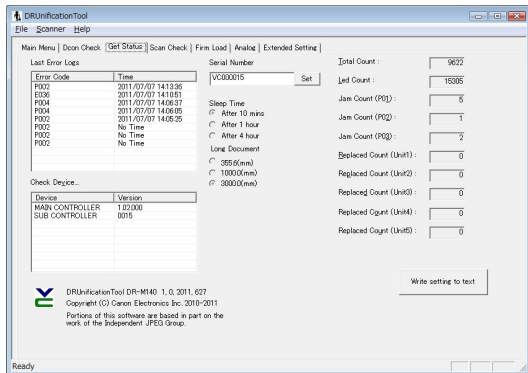 DRUnificationTool
File Scanner Help
Main Menu Dcon Check Get Status Scan Check Firm Load Analog Extended Setting
Last Error Logs
Error Code Time
P002 2011/07/07 14:13:36
E036 2011/07/07 14:10:51
P004 2011/07/07 14:06:37
P004 2011/07/07 14:06:05
P002 2011/07/07 14:05:25
P002 No Time
P002 No Time
P002 No Time
Check Device...
Device Version
MAIN CONTROLLER 1.02.000
SUB CONTROLLER 0015
Serial Number
VC000015 Set
Sleep Time
After 10 mins
After 1 hour
After 4 hour
Long Document
355.6(mm)
1000.0(mm)
3000.0(mm)
Total Count : 9622
Led Count : 15305
Jam Count (P01) : 5
Jam Count (P02) : 1
Jam Count (P03) : 2
Replaced Count (Unit1) : 0
Replaced Count (Unit2) : 0
Replaced Count (Unit3) : 0
Replaced Count (Unit4) : 0
Replaced Count (Unit5) : 0
Write setting to text
DRUnificationTool DR-M140 1, 0, 2011, 627
Copyright (C) Canon Electronics Inc. 2010-2011
Portions of this software are based in part on the
work of the Independent JPEG Group.
Ready